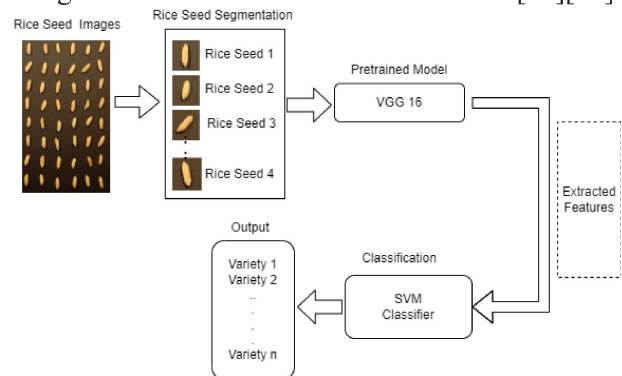 Rice Seed Images
Rice Seed Segmentation
Rice Seed 1
Rice Seed 2
Rice Seed 3
Rice Seed 4
Pretrained Model
VGG 16
Extracted
Features
Classification
SVM
Classifier
Output
Variety 1
Variety 2
..
.
.
.
Variety n